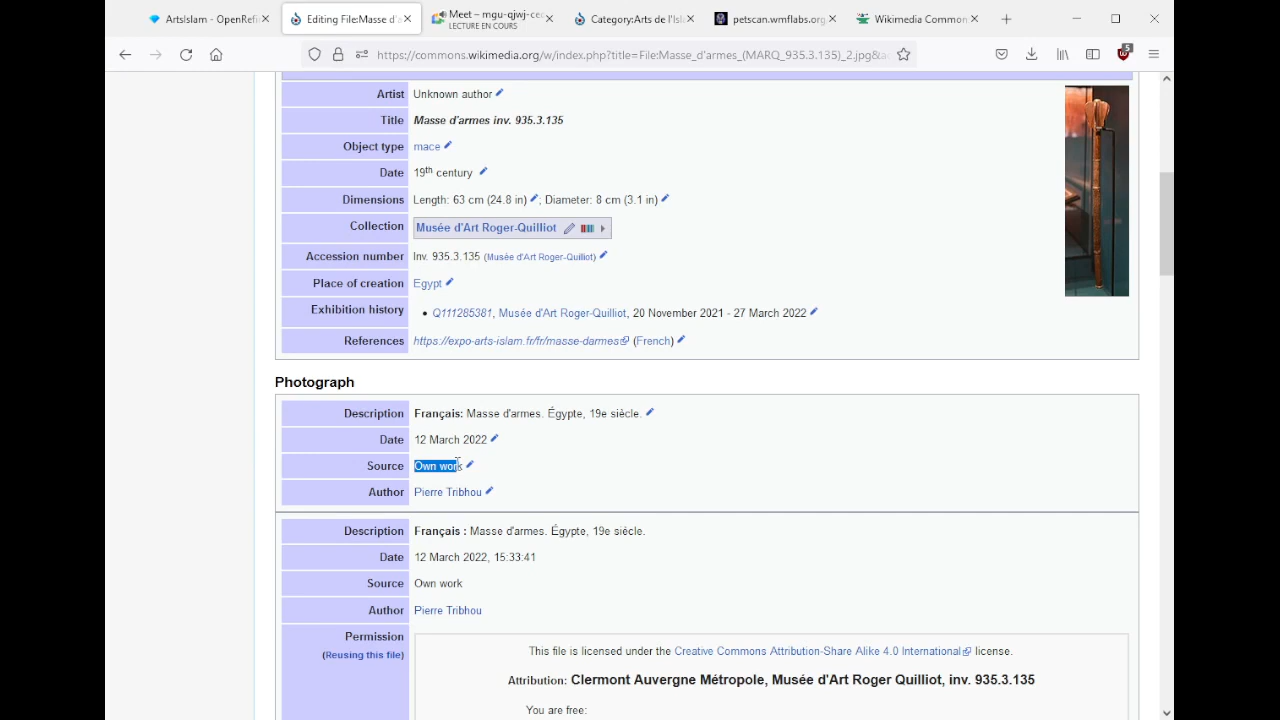 ArtsIslam - OpenRefi
Editing File:Masse d'a
Meet – mgu-qjwj-cec
LECTURE EN COURS
Category:Arts de l'Isla
petscan.wmflabs.org
Wikimedia Common
https://commons.wikimedia.org/w/index.php?title=File:Masse_d'armes_(MARQ_935.3.135)_2.jpg&a
5
Artist Unknown author
Title Masse d'armes inv. 935.3.135
Object type mace
Date 19th century
Dimensions Length: 63 cm (24.8 in) ; Diameter: 8 cm (3.1 in)
Collection Musée d'Art Roger-Quilliot
Accession number Inv. 935.3.135 (Musée d'Art Roger-Quilliot)
Place of creation Egypt
Exhibition history • Q111285381, Musée d'Art Roger-Quilliot, 20 November 2021 - 27 March 2022
References https://expo-arts-islam.fr/fr/masse-darmes (French)
Photograph
Description Français: Masse d'armes. Égypte, 19e siècle.
Date 12 March 2022
Source Own work
Author Pierre Tribhou
Description Français : Masse d'armes. Égypte, 19e siècle.
Date 12 March 2022, 15:33:41
Source Own work
Author Pierre Tribhou
Permission
(Reusing this file)
This file is licensed under the Creative Commons Attribution-Share Alike 4.0 International license.
Attribution: Clermont Auvergne Métropole, Musée d'Art Roger Quilliot, inv. 935.3.135
You are free: